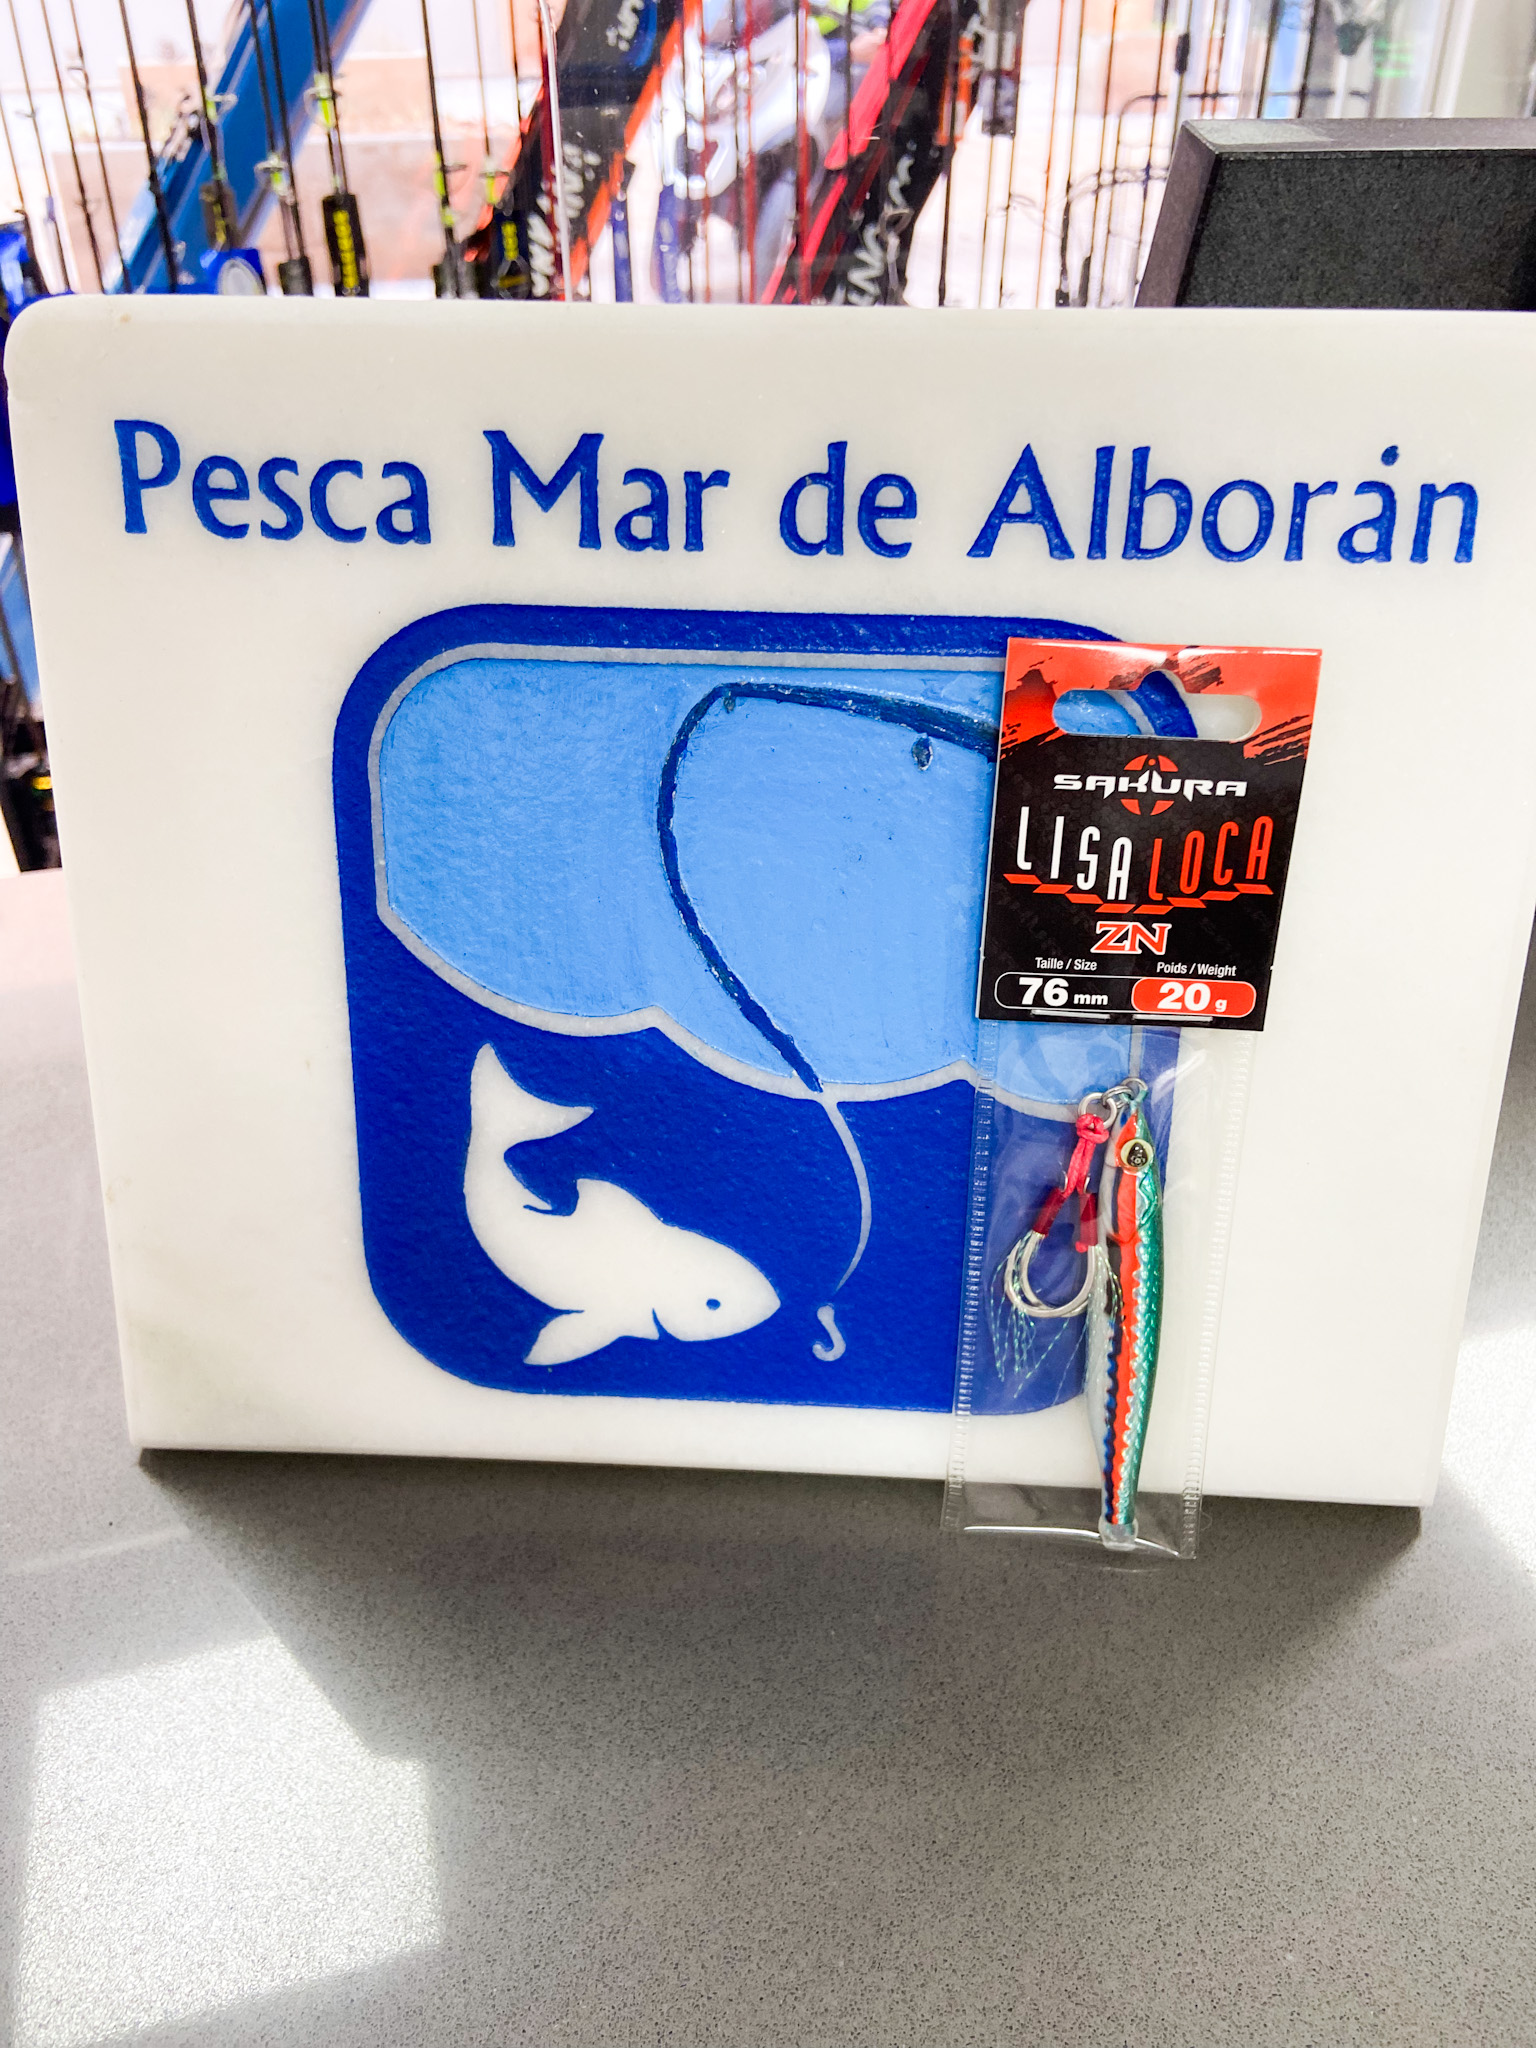 Pesca Mar de Alborán
SAKURA
LISA LOCA
ZN
Taille / Size
Poids / Weight
76 mm
20 g